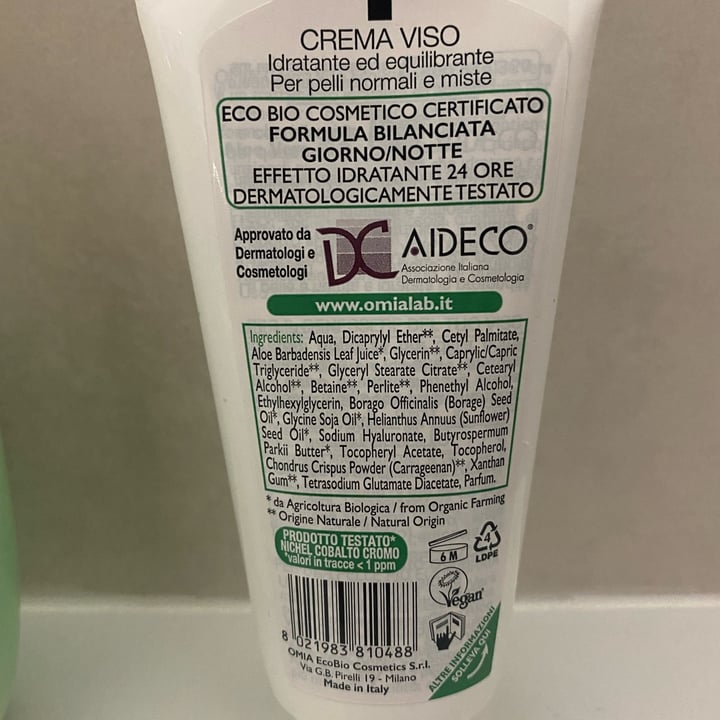 CREMA VISO
Idratante ed equilibrante
Per pelli normali e miste
ECO BIO COSMETICO CERTIFICATO
FORMULA BILANCIATA
GIORNO/NOTTE
EFFETTO IDRATANTE 24 ORE
DERMATOLOGICAMENTE TESTATO
Approvato da
Dermatologi e
Cosmetologi
DC
AIDECO®
Associazione Italiana
Dermatologia e Cosmetologia
www.omialab.it
Ingredients: Aqua, Dicaprylyl Ether**, Cetyl Palmitate,
Aloe Barbadensis Leaf Juice*, Glycerin**, Caprylic/Capric
Triglyceride**, Glyceryl Stearate Citrate**, Cetearyl
Alcohol**, Betaine**, Perlite**, Phenethyl Alcohol,
Ethylhexylglycerin, Borago Officinalis (Borage) Seed
Oil*, Glycine Soja Oil*, Helianthus Annuus (Sunflower)
Seed Oil*, Sodium Hyaluronate, Butyrospermum
Parkii Butter*, Tocopheryl Acetate, Tocopherol,
Chondrus Crispus Powder (Carrageenan)**, Xanthan
Gum**, Tetrasodium Glutamate Diacetate, Parfum.
* da Agricoltura Biologica / from Organic Farming
** Origine Naturale / Natural Origin
PRODOTTO TESTATO*
NICHEL COBALTO CROMO
*valori in tracce < 1 ppm
6 M
4
LDPE
Vegan
8 021983 810488
OMIA EcoBio Cosmetics S.r.l.
Via G.B. Pirelli 19 - Milano
Made in Italy
ALTRE INFORMAZIONI
SOLLEVA QUI